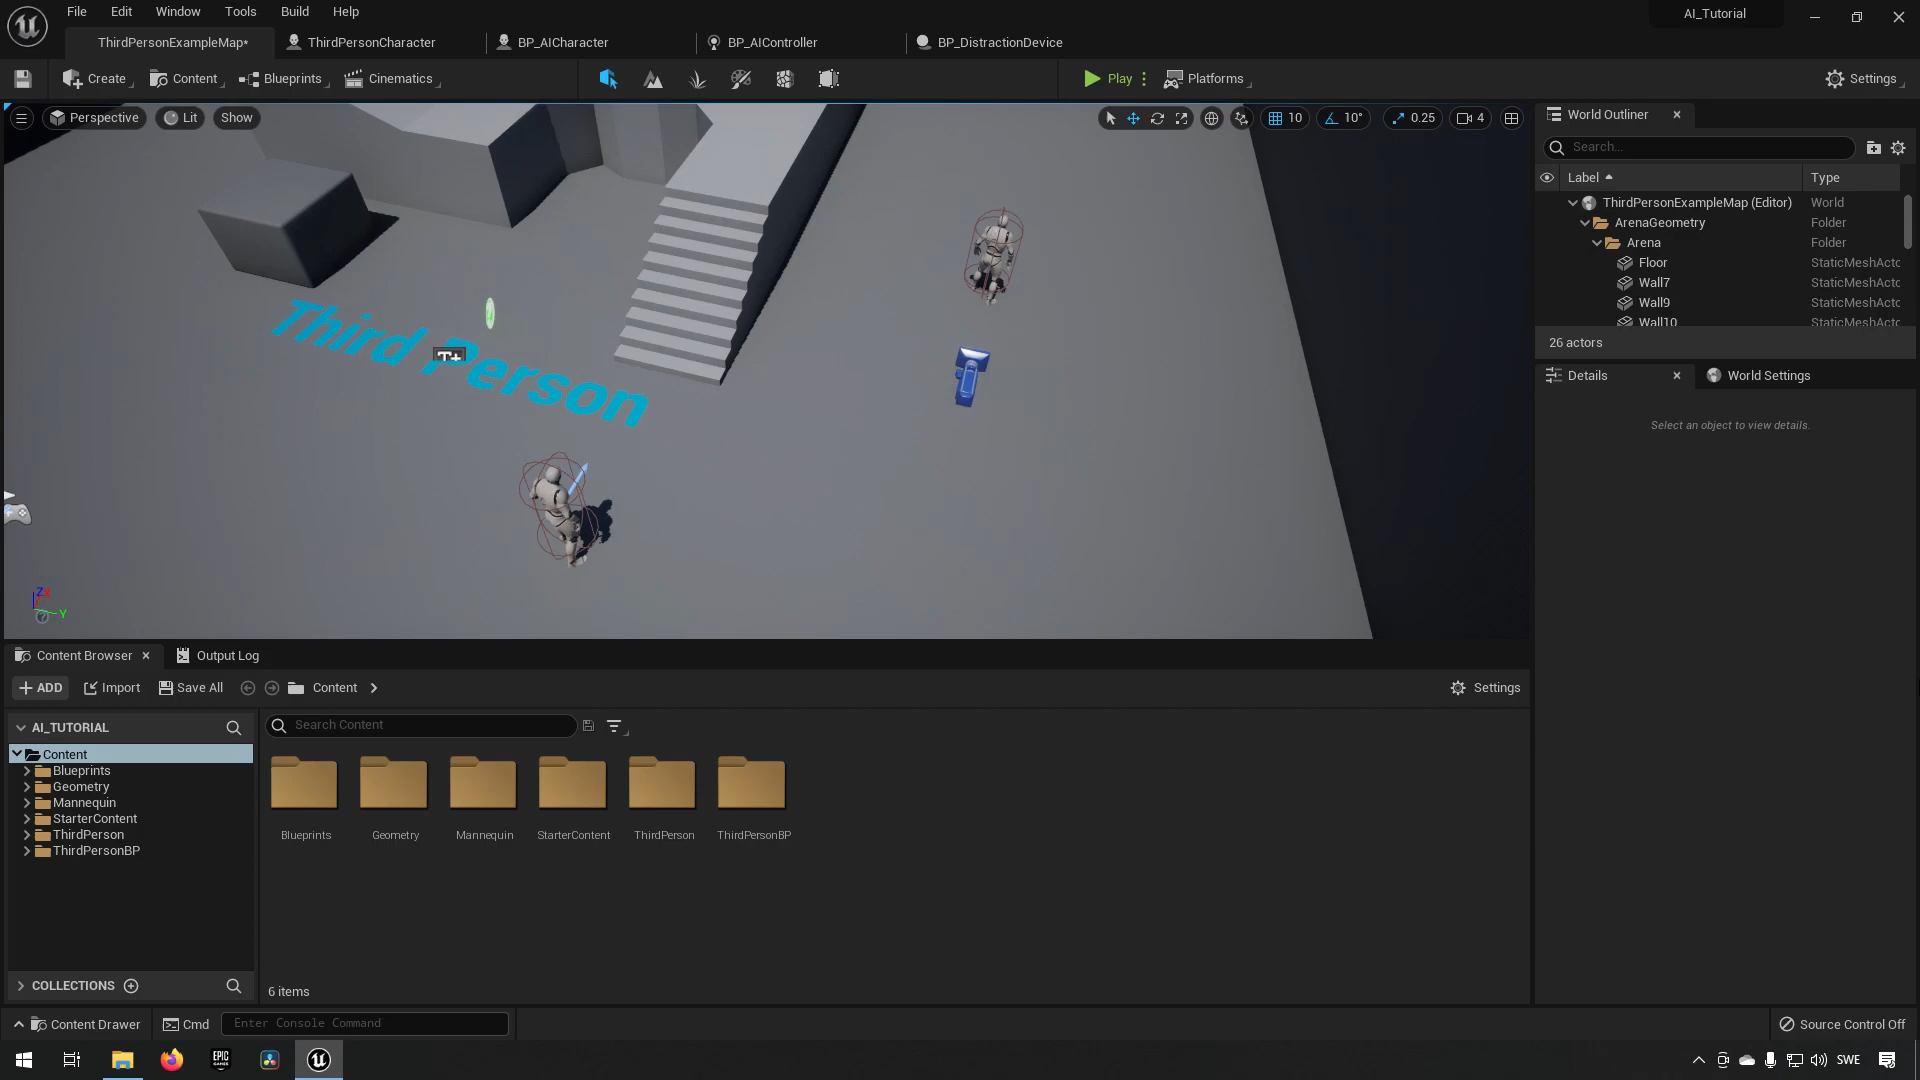 File Edit Window Tools Build Help
AI_Tutorial
ThirdPersonExampleMap*
ThirdPersonCharacter
BP_AICharacter
BP_AIController
BP_DistractionDevice
Create
Content
Blueprints
Cinematics
Play
Platforms
Settings
Perspective
Lit
Show
10
10°
0.25
4
Third Person
T+
Z
X
Y
World Outliner
Search...
Label
Type
ThirdPersonExampleMap (Editor) World
ArenaGeometry Folder
Arena Folder
Floor StaticMeshActo
Wall7 StaticMeshActo
Wall9 StaticMeshActo
Wall10 StaticMeshActo
26 actors
Details
World Settings
Select an object to view details.
Content Browser
Output Log
ADD
Import
Save All
Content
Settings
AI_TUTORIAL
Content
Blueprints
Geometry
Mannequin
StarterContent
ThirdPerson
ThirdPersonBP
COLLECTIONS
Search Content
Blueprints
Geometry
Mannequin
StarterContent
ThirdPerson
ThirdPersonBP
6 items
Content Drawer
Cmd
Enter Console Command
Source Control Off
EPIC
GAMES
SWE